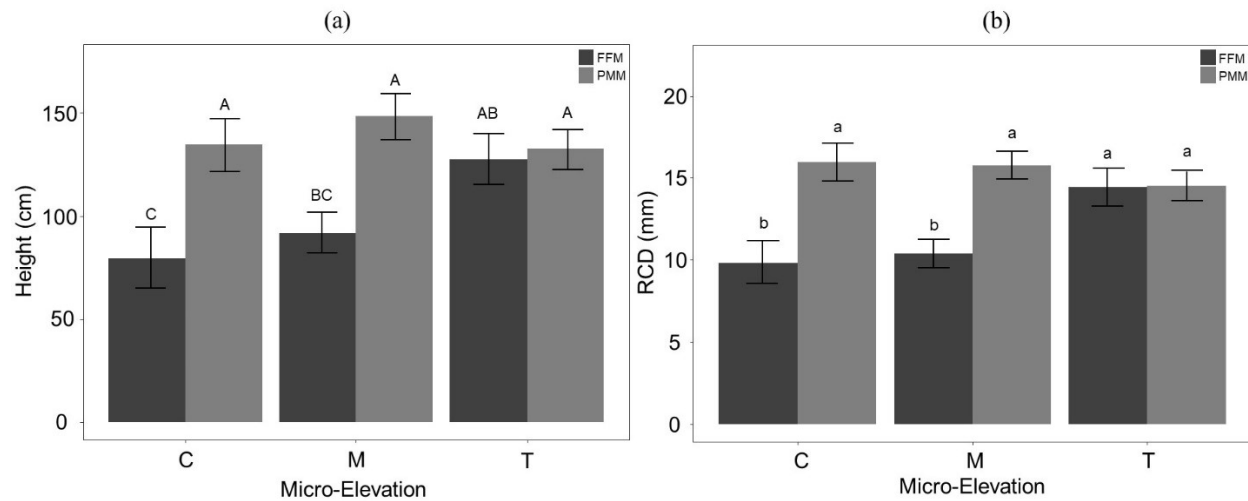 (a)
FFM
PMM
Height (cm)
150
100
50
0
C
A
BC
A
AB
A
C
M
T
Micro-Elevation
(b)
FFM
PMM
RCD (mm)
20
15
10
5
0
b
a
b
a
a
a
C
M
T
Micro-Elevation